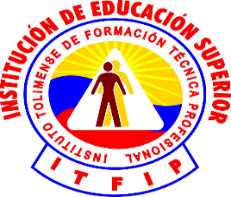 INSTITUCIÓN DE EDUCACIÓN SUPERIOR
INSTITUTO TOLIMENSE DE FORMACIÓN TÉCNICA PROFESIONAL
ITFIP